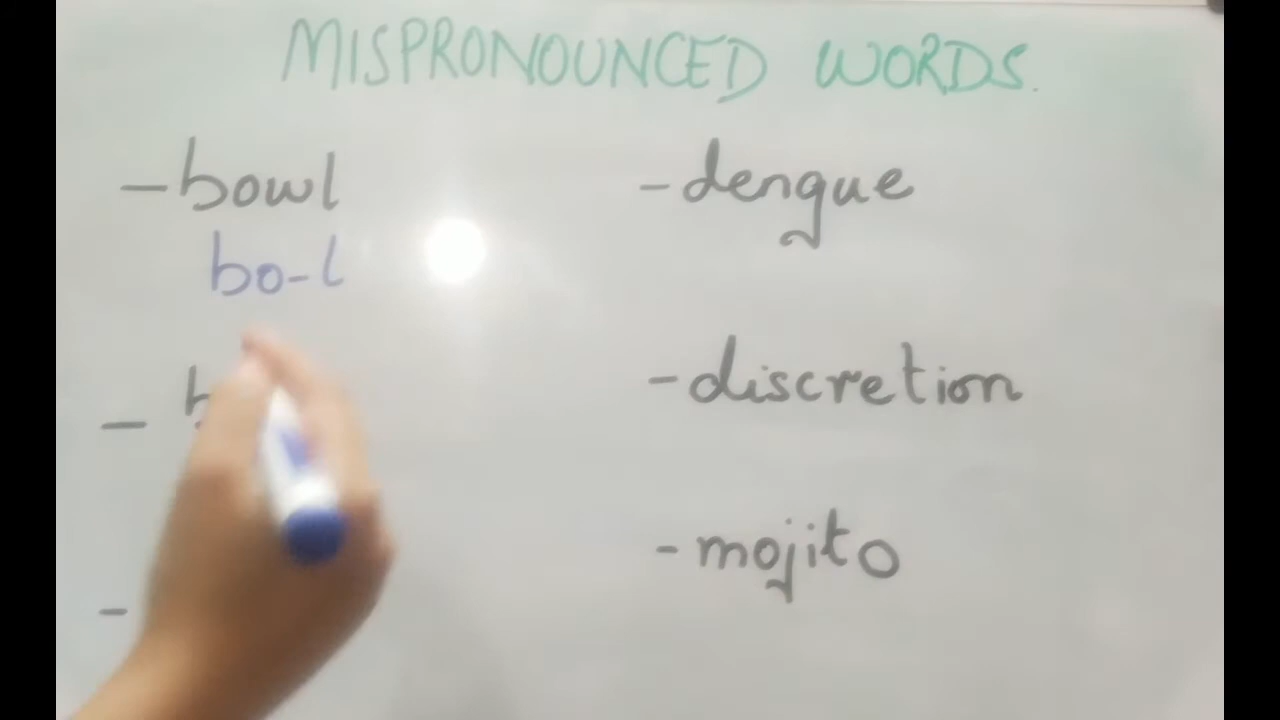 MISPRONOUNCED WORDS.
- bowl
bo-l
-
-
- dengue
- discretion
- mojito